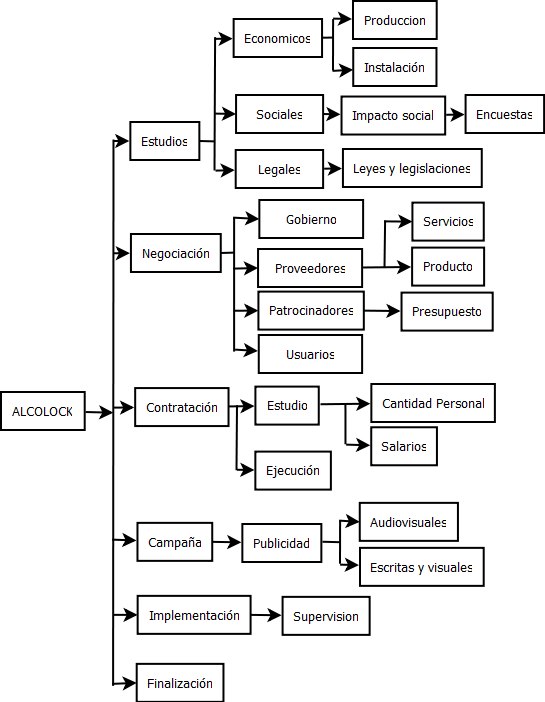 Produccion
Economicos
Instalación
Sociales
Impacto social
Encuestas
Estudios
Legales
Leyes y legislaciones
Gobierno
Servicios
Negociación
Proveedores
Producto
Patrocinadores
Presupuesto
Usuarios
ALCOLOCK
Contratación
Estudio
Cantidad Personal
Salarios
Ejecución
Audiovisuales
Campaña
Publicidad
Escritas y visuales
Implementación
Supervision
Finalización